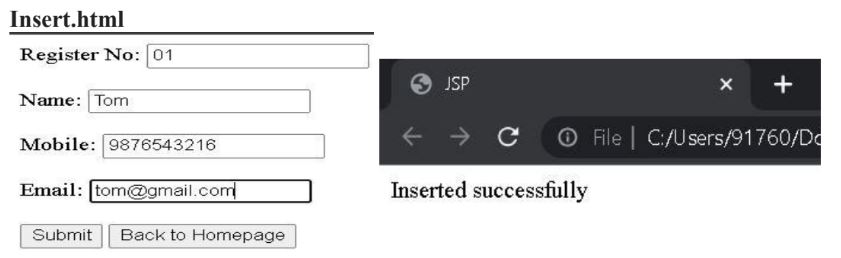 Insert.html
Register No: 01
Name: Tom
Mobile: 9876543216
Email: tom@gmail.com
Submit Back to Homepage
JSP
File | C:/Users/91760/Do
Inserted successfully